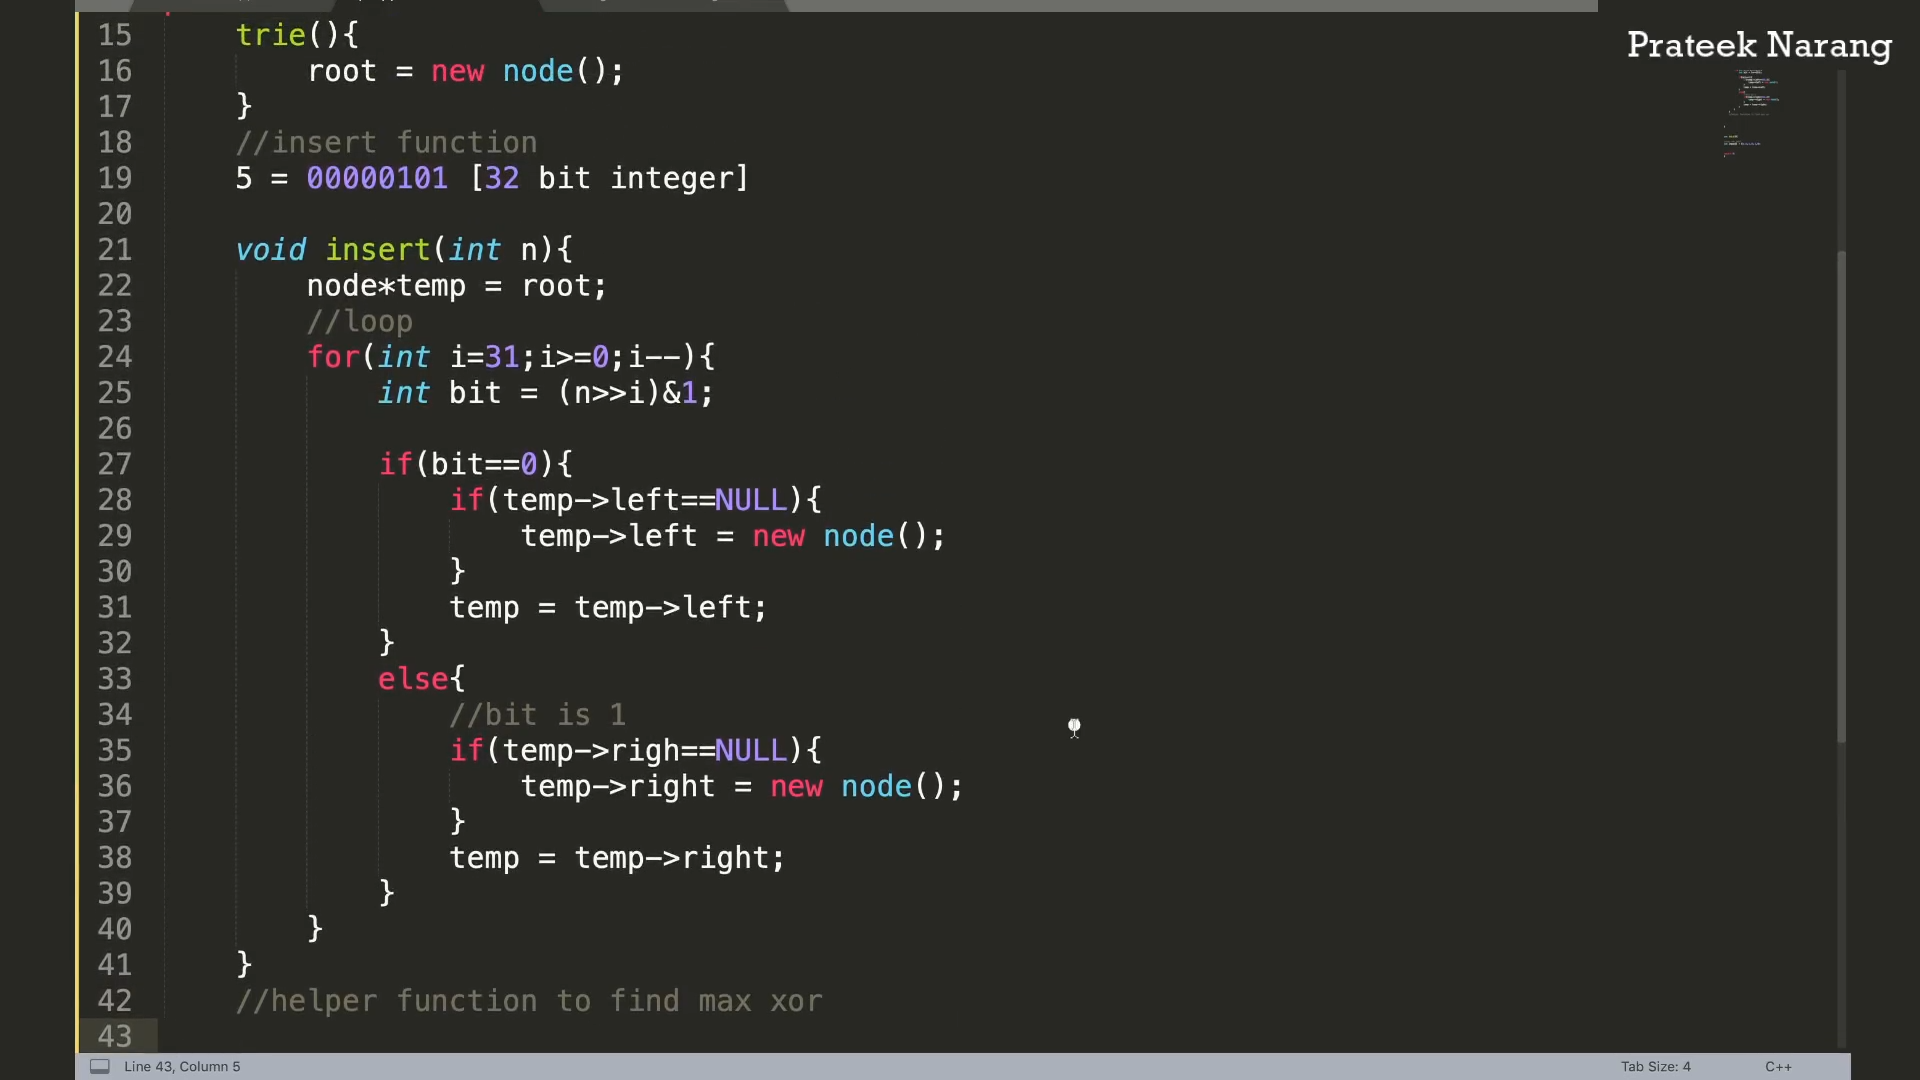 Prateek Narang
15 trie(){
16 root = new node();
17 }
18 //insert function
19 5 = 00000101 [32 bit integer]
20
21 void insert(int n){
22 node*temp = root;
23 //loop
24 for(int i=31;i>=0;i--){
25 int bit = (n>>i)&1;
26
27 if(bit==0){
28 if(temp->left==NULL){
29 temp->left = new node();
30 }
31 temp = temp->left;
32 }
33 else{
34 //bit is 1
35 if(temp->righ==NULL){
36 temp->right = new node();
37 }
38 temp = temp->right;
39 }
40 }
41 }
42 //helper function to find max xor
43
Line 43, Column 5 Tab Size: 4 C++